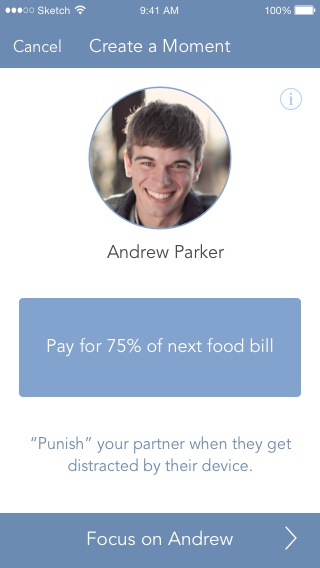 Sketch 9:41 AM 100%
Cancel Create a Moment
i
Andrew Parker
Pay for 75% of next food bill
“Punish” your partner when they get
distracted by their device.
Focus on Andrew